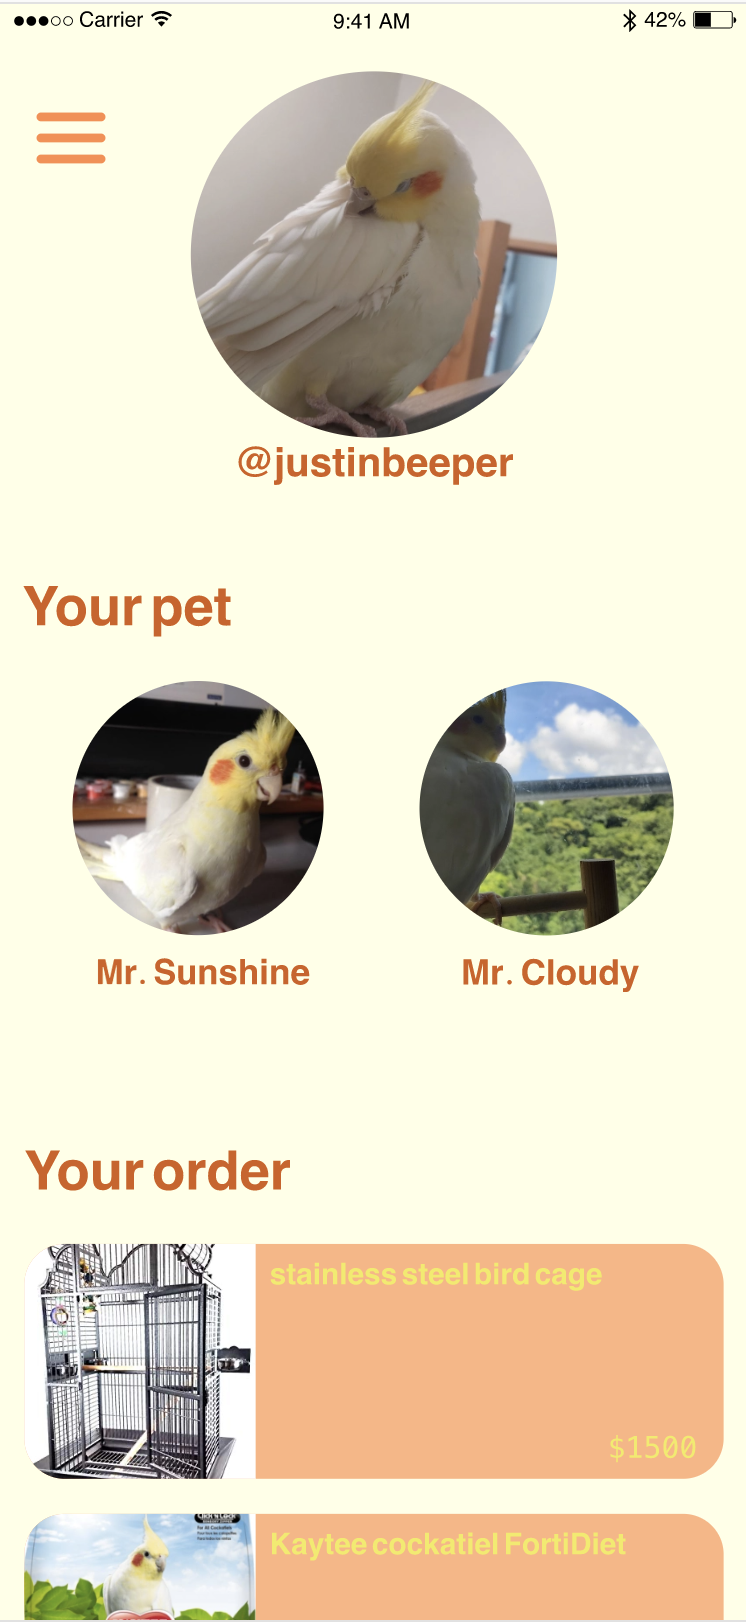 Carrier 9:41 AM 42%
@justinbeeper
Your pet
Mr. Sunshine Mr. Cloudy
Your order
stainless steel bird cage
$1500
Kaytee cockatiel FortiDiet